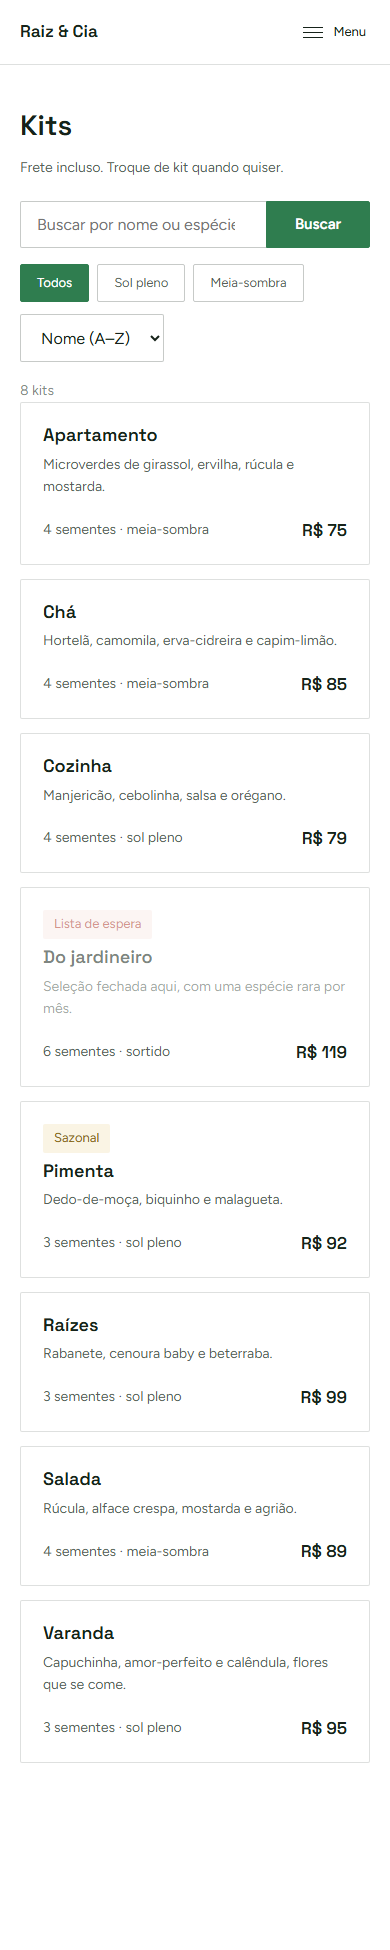 Raiz & Cia
Menu
Kits
Frete incluso. Troque de kit quando quiser.
Buscar por nome ou espécie
Buscar
Todos
Sol pleno
Meia-sombra
Nome (A–Z)
8 kits
Apartamento
Microverdes de girassol, ervilha, rúcula e
mostarda.
4 sementes · meia-sombra
R$ 75
Chá
Hortelã, camomila, erva-cidreira e capim-limão.
4 sementes · meia-sombra
R$ 85
Cozinha
Manjericão, cebolinha, salsa e orégano.
4 sementes · sol pleno
R$ 79
Lista de espera
Do jardineiro
Seleção fechada aqui, com uma espécie rara por
mês.
6 sementes · sortido
R$ 119
Sazonal
Pimenta
Dedo-de-moça, biquinho e malagueta.
3 sementes · sol pleno
R$ 92
Raízes
Rabanete, cenoura baby e beterraba.
3 sementes · sol pleno
R$ 99
Salada
Rúcula, alface crespa, mostarda e agrião.
4 sementes · meia-sombra
R$ 89
Varanda
Capuchinha, amor-perfeito e calêndula, flores
que se come.
3 sementes · sol pleno
R$ 95